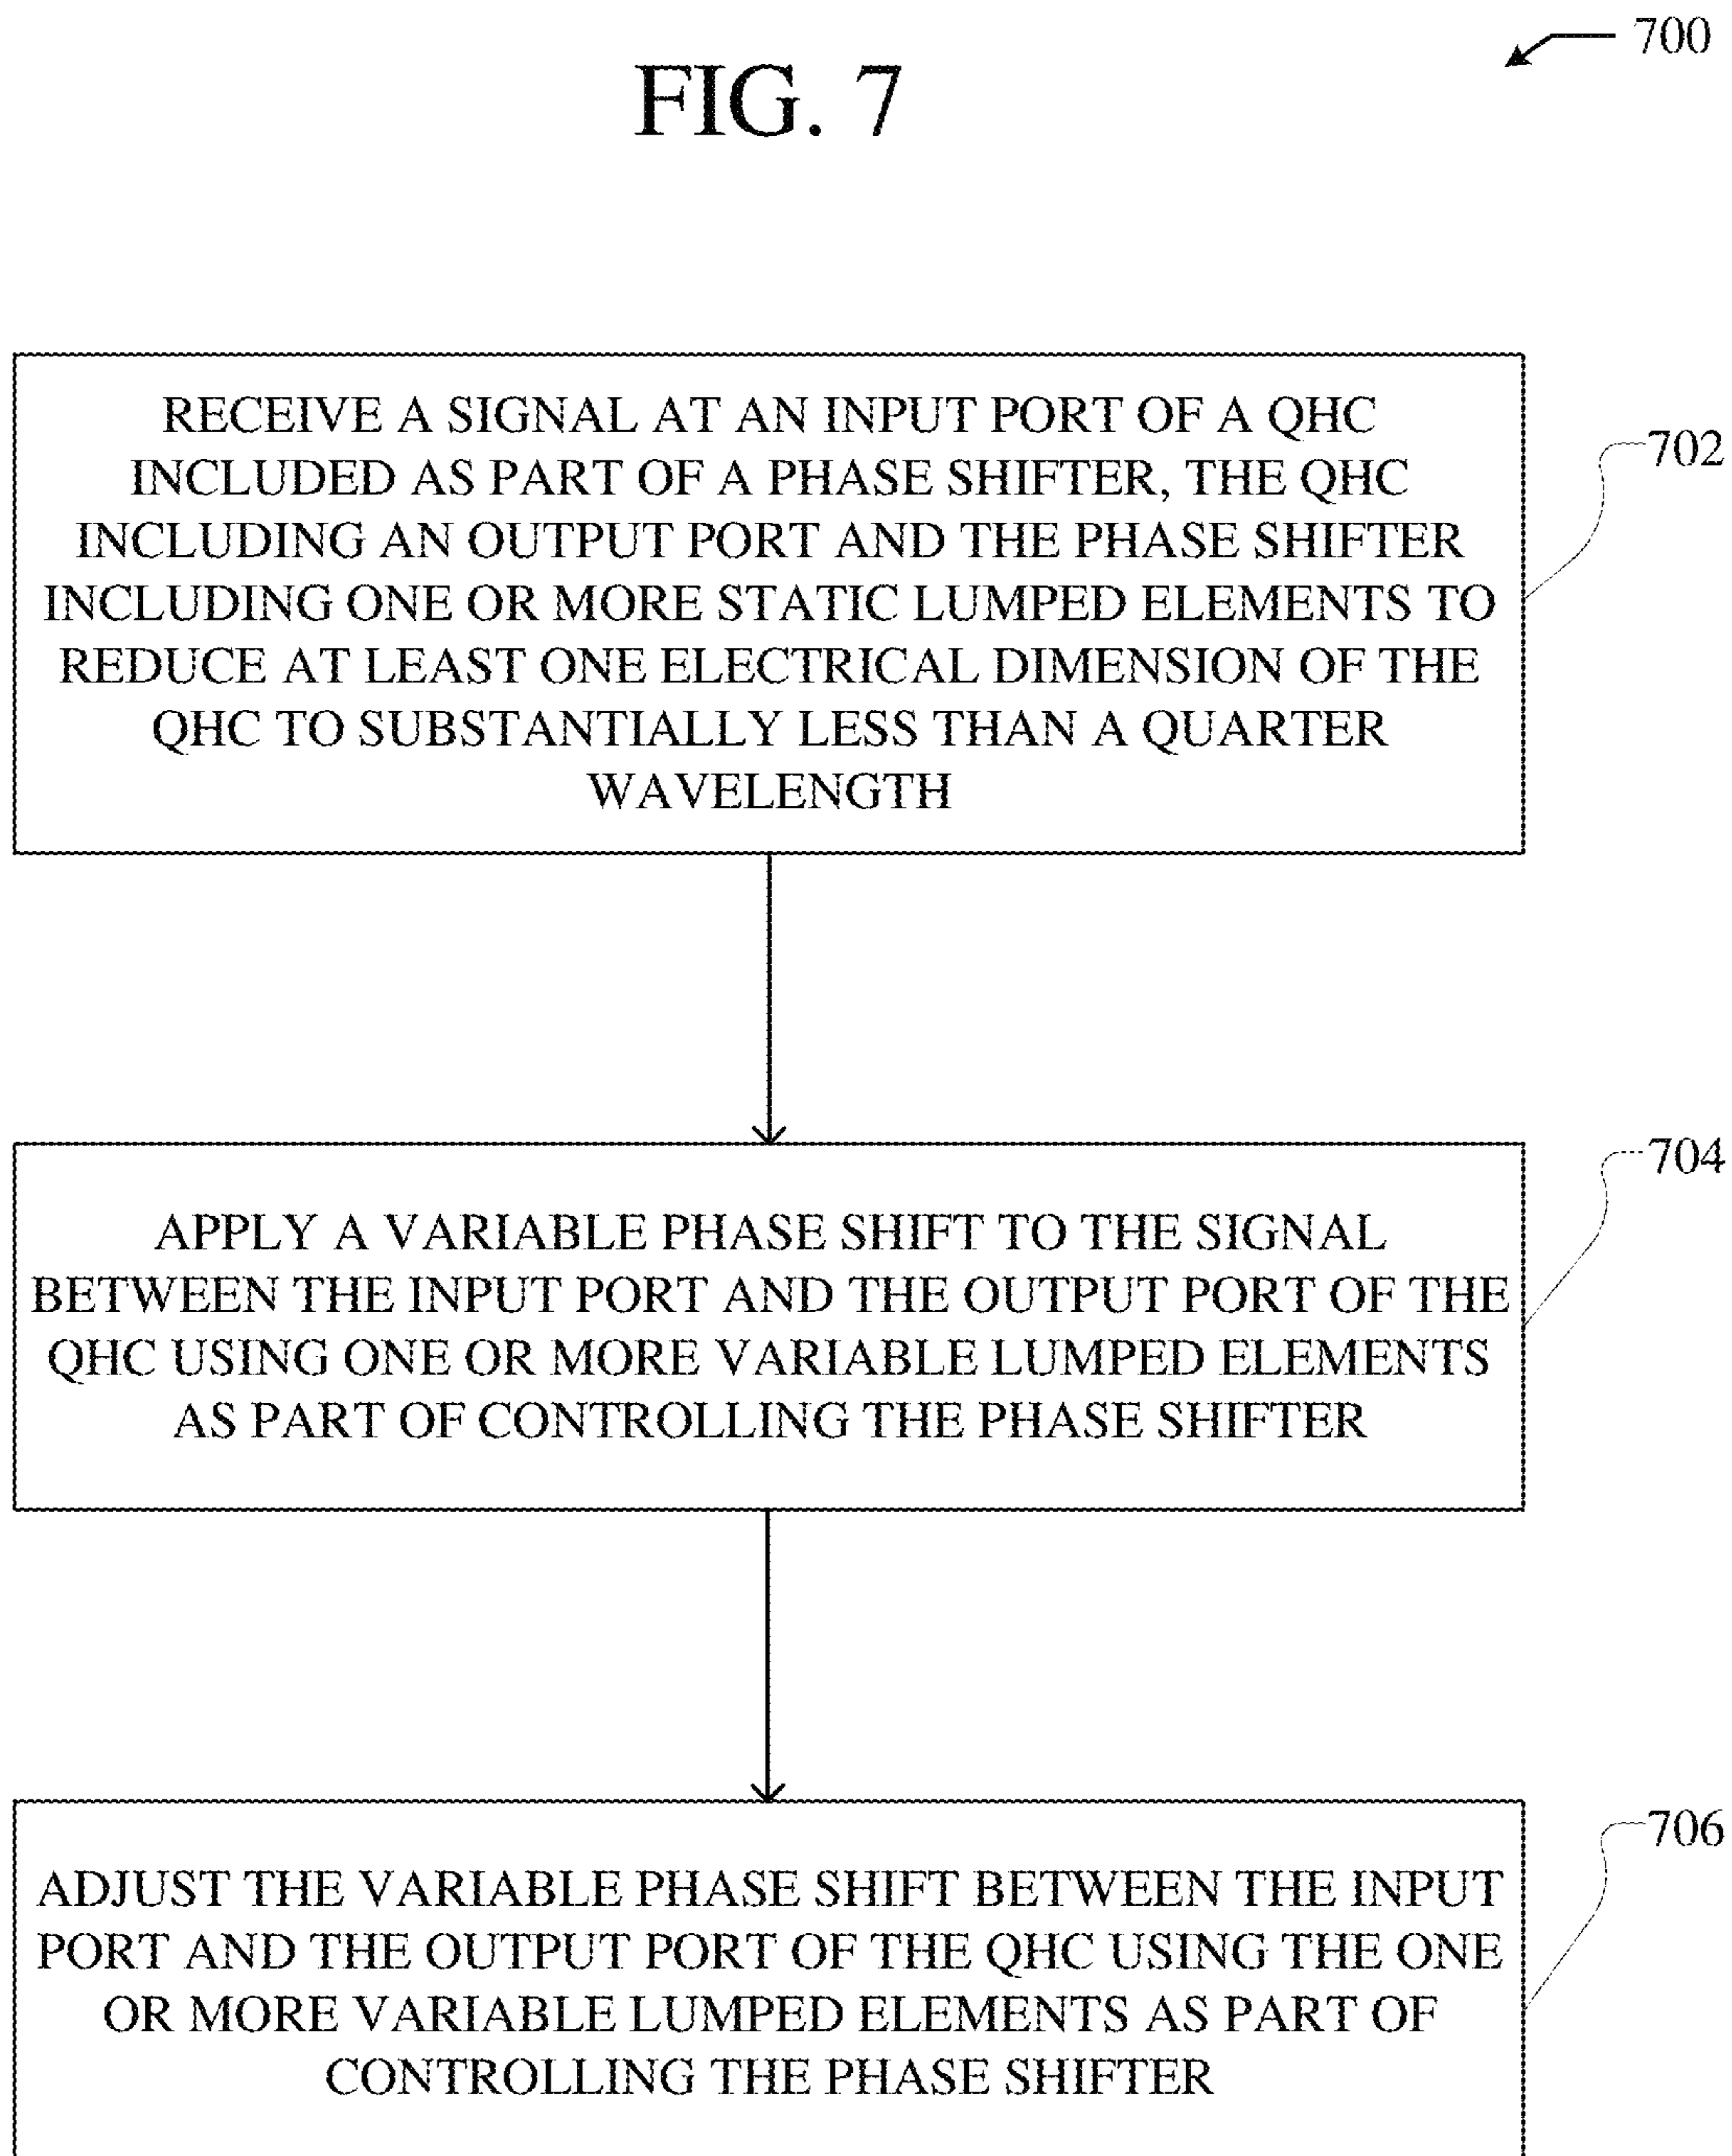 700
FIG. 7
RECEIVE A SIGNAL AT AN INPUT PORT OF A QHC
INCLUDED AS PART OF A PHASE SHIFTER, THE QHC
INCLUDING AN OUTPUT PORT AND THE PHASE SHIFTER
INCLUDING ONE OR MORE STATIC LUMPED ELEMENTS TO
REDUCE AT LEAST ONE ELECTRICAL DIMENSION OF THE
QHC TO SUBSTANTIALLY LESS THAN A QUARTER
WAVELENGTH
702
APPLY A VARIABLE PHASE SHIFT TO THE SIGNAL
BETWEEN THE INPUT PORT AND THE OUTPUT PORT OF THE
QHC USING ONE OR MORE VARIABLE LUMPED ELEMENTS
AS PART OF CONTROLLING THE PHASE SHIFTER
704
ADJUST THE VARIABLE PHASE SHIFT BETWEEN THE INPUT
PORT AND THE OUTPUT PORT OF THE QHC USING THE ONE
OR MORE VARIABLE LUMPED ELEMENTS AS PART OF
CONTROLLING THE PHASE SHIFTER
706